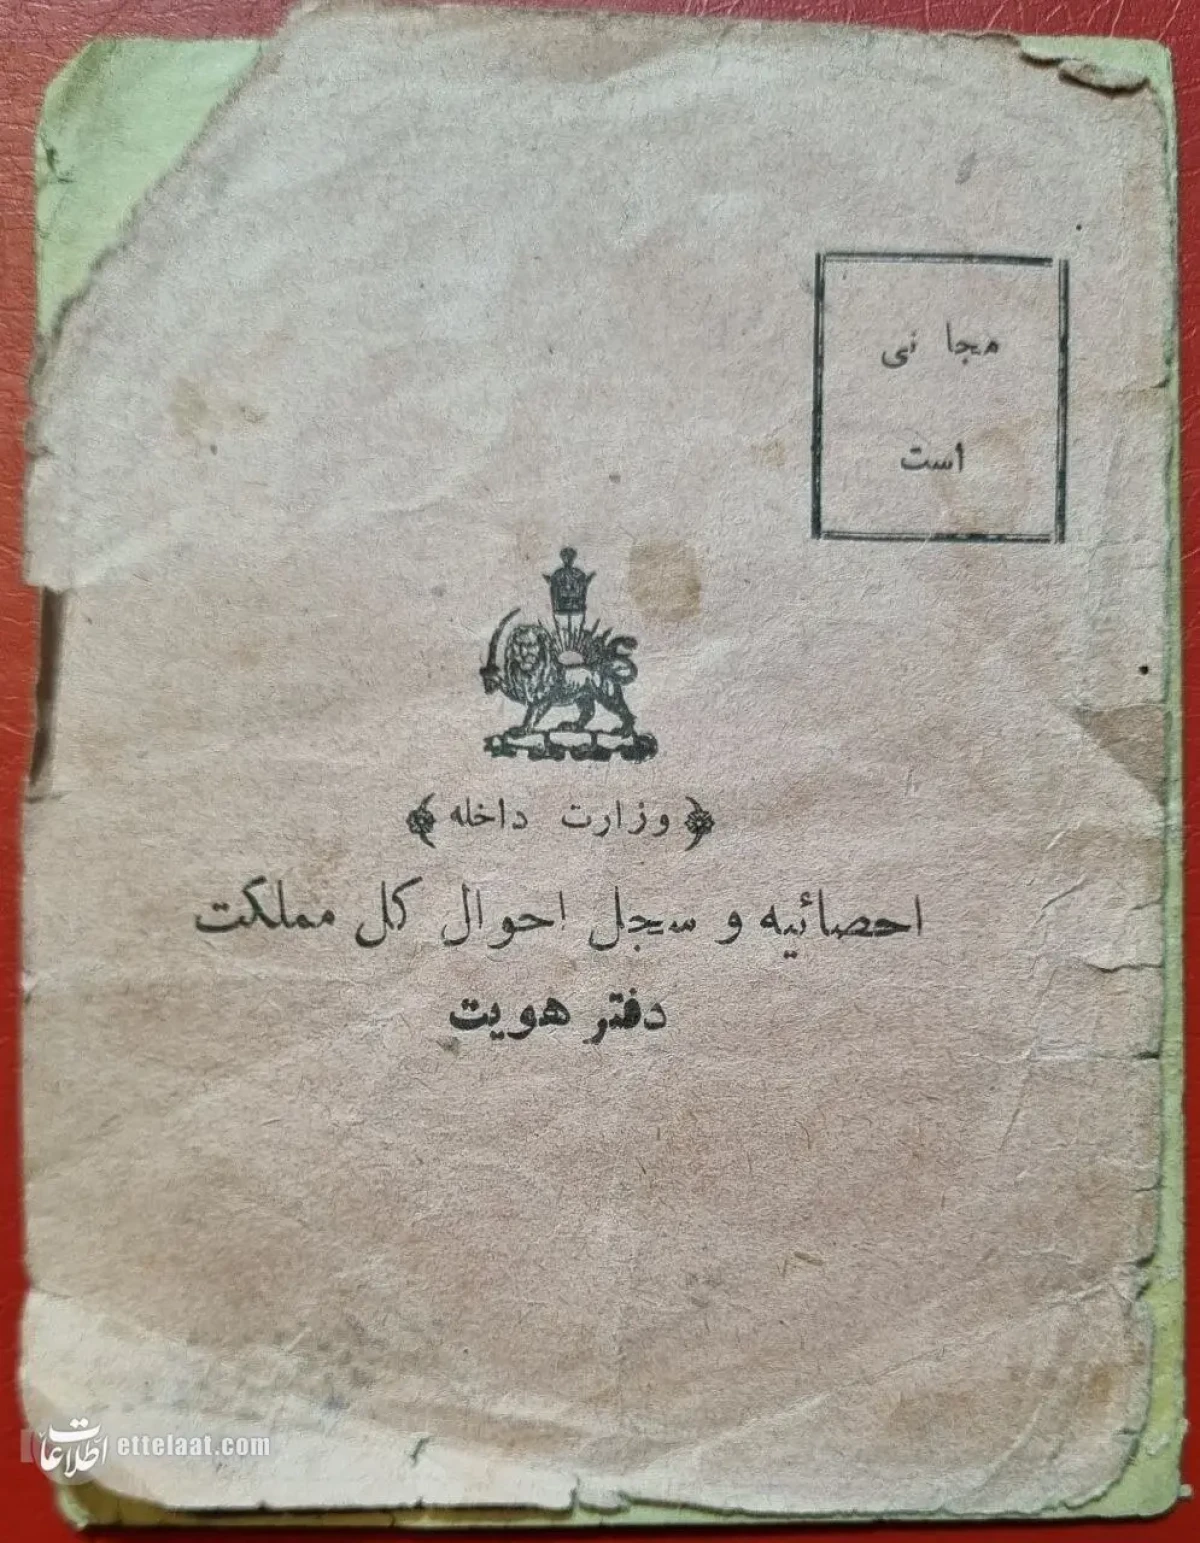 مجانی
است
وزارت داخله
احصائیه و سجل احوال کل مملکت
دفتر هویت
اطلاعات ettelaat.com